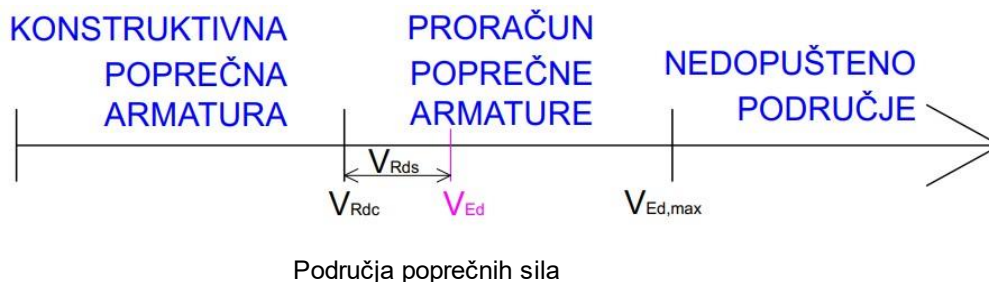 KONSTRUKTIVNA
POPREČNA
ARMATURA
PRORAČUN
POPREČNE
ARMATURE
NEDOPUŠTENO
PODRUČJE
VRds
VRdc
VEd
VEd,max
Područja poprečnih sila